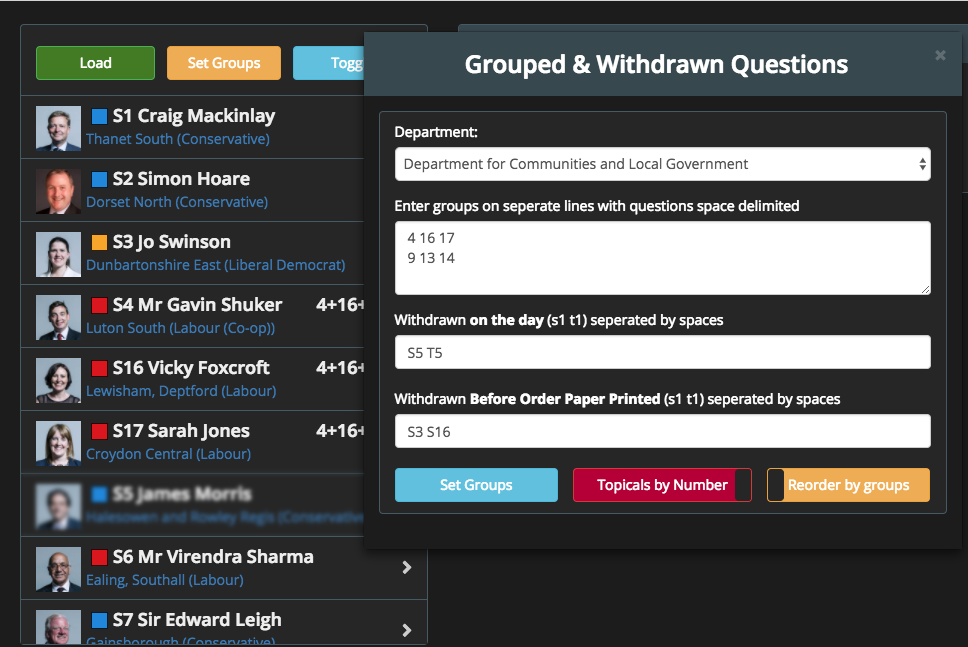 Load
Set Groups
Togg
S1 Craig Mackinlay
Thanet South (Conservative)
S2 Simon Hoare
Dorset North (Conservative)
S3 Jo Swinson
Dunbartonshire East (Liberal Democrat)
S4 Mr Gavin Shuker 4+16+
Luton South (Labour (Co-op))
S16 Vicky Foxcroft 4+16+
Lewisham, Deptford (Labour)
S17 Sarah Jones 4+16+
Croydon Central (Labour)
S5 James Morris
Halesowen and Rowley Regis (Conservative
S6 Mr Virendra Sharma
Ealing, Southall (Labour)
S7 Sir Edward Leigh
Gainsborough (Conservative)
Grouped & Withdrawn Questions
×
Department:
Department for Communities and Local Government
Enter groups on seperate lines with questions space delimited
4 16 17
9 13 14
Withdrawn on the day (s1 t1) seperated by spaces
S5 T5
Withdrawn Before Order Paper Printed (s1 t1) seperated by spaces
S3 S16
Set Groups
Topicals by Number
Reorder by groups